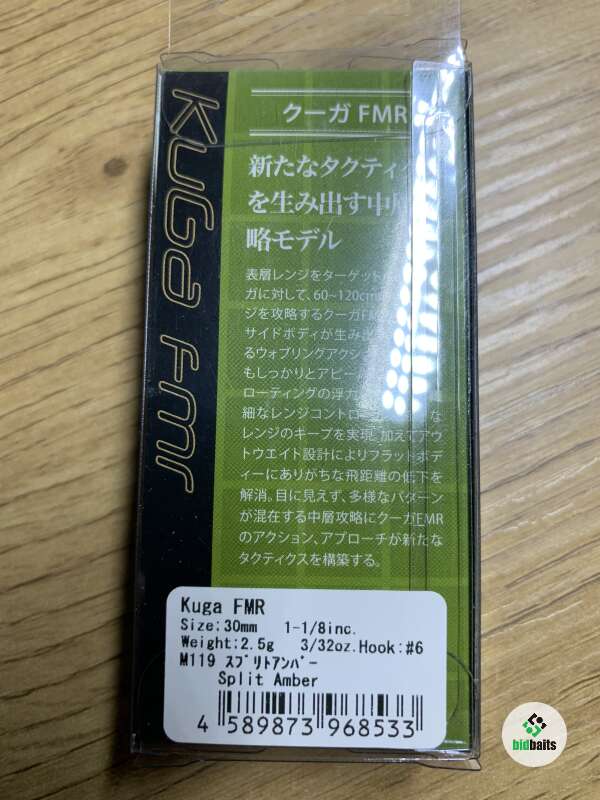 Kuga Fmr
クーガ FMR
新たなタクティ
を生み出す中
略モデル
表層レンジをターゲット
ガに対して、60~120cm
ジを攻略するクーガF
サイドボディが生み出
るウォブリングアクショ
もしっかりとアピー
ローティングの浮力
細なレンジコントロー な
レンジのキープを実現。加えてアウ
トウエイト設計によりフラットボデ
ィーにありがちな飛距離の低下を
解消。目に見えず、多様なパターン
が混在する中層攻略にクーガFMR
のアクション、アプローチが新たな
タクティクスを構築する。
Kuga FMR
Size:30mm 1-1/8inc.
Weight:2.5g 3/32oz.Hook:#6
M119 ｽﾌﾟﾘﾄｱﾝﾊﾞｰ
Split Amber
4 589873 968533
bidbaits